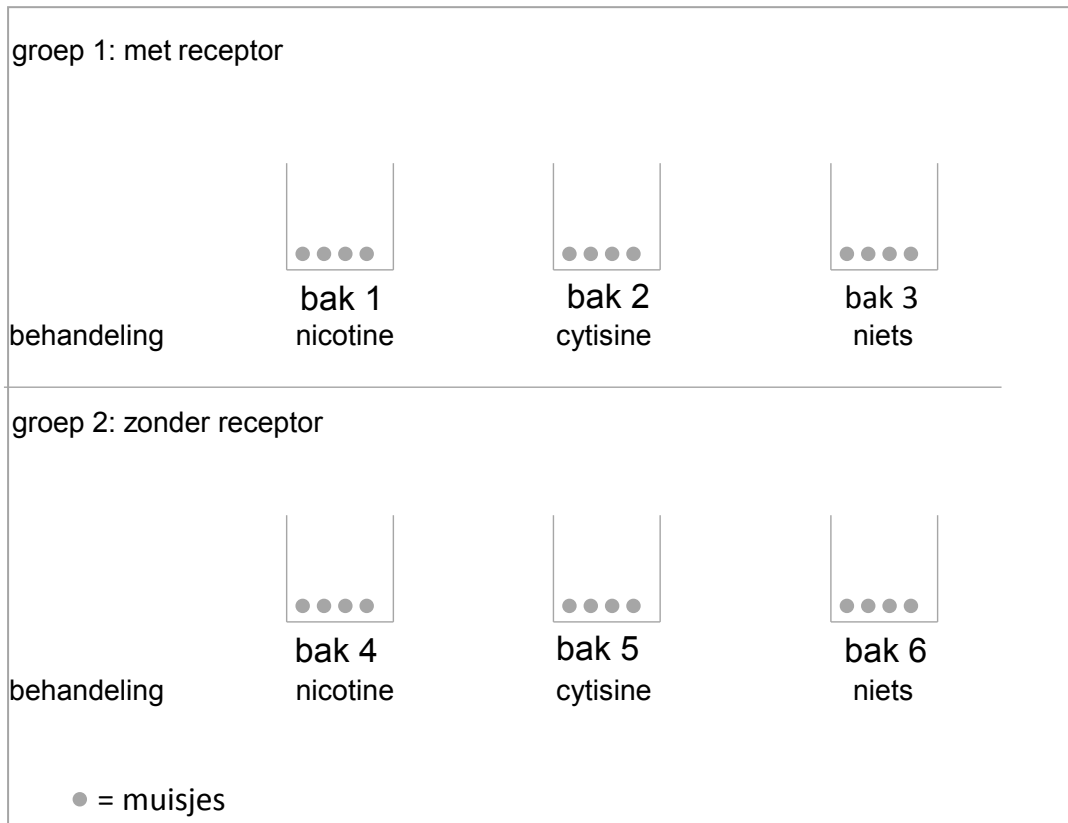 groep 1: met receptor
bak 1 bak 2 bak 3
behandeling nicotine cytisine niets
groep 2: zonder receptor
bak 4 bak 5 bak 6
behandeling nicotine cytisine niets
= muisjes